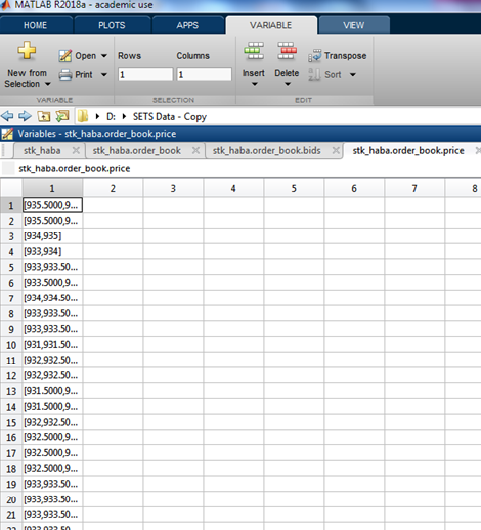 MATLAB R2018a - academic use
HOME PLOTS APPS VARIABLE VIEW
New from Selection Open Print
Rows Columns
1 1
Insert Delete Transpose Sort
VARIABLE SELECTION EDIT
D: SETS Data - Copy
Variables - stk_haba.order_book.price
stk_haba stk_haba.order_book stk_haba.order_book.bids stk_haba.order_book.price
stk_haba.order_book.price
1 2 3 4 5 6 7 8
1 [935.5000,9...
2 [935.5000,9...
3 [934,935]
4 [933,934]
5 [933,933.50...
6 [933.5000,9...
7 [934,934.50...
8 [933,933.50...
9 [933,933.50...
10 [931,931.50...
11 [932,932.50...
12 [932,932.50...
13 [931.5000,9...
14 [931.5000,9...
15 [932,932.50...
16 [932.5000,9...
17 [932.5000,9...
18 [932.5000,9...
19 [933,933.50...
20 [933,933.50...
21 [933,933.50...